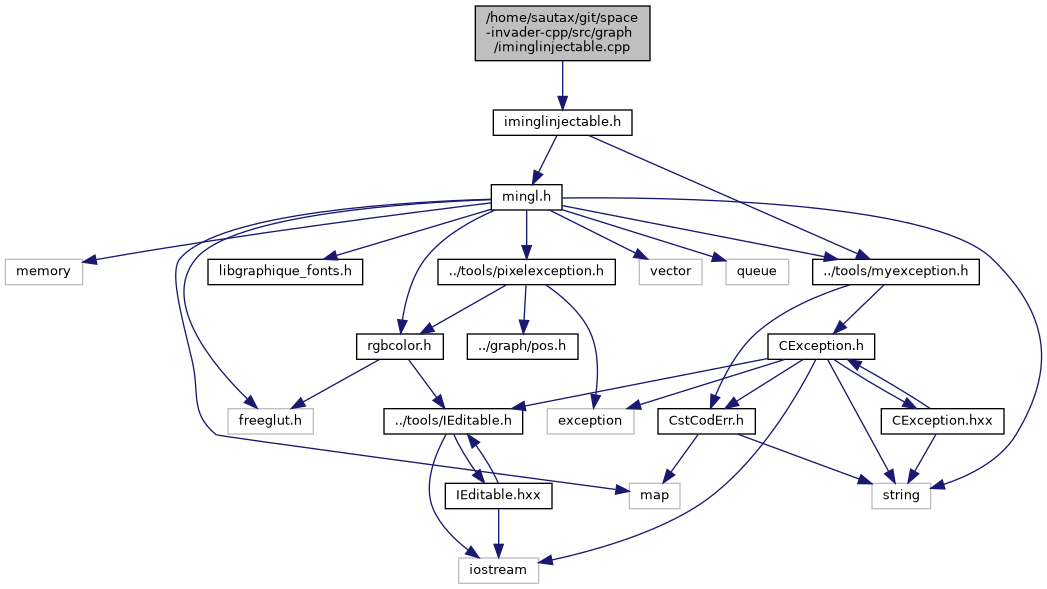 /home/sautax/git/space
-invader-cpp/src/graph
/iminglinjectable.cpp
iminglinjectable.h
mingl.h
memory
libgraphique_fonts.h
../tools/pixelexception.h
vector
queue
../tools/myexception.h
rgbcolor.h
../graph/pos.h
CException.h
freeglut.h
../tools/IEditable.h
exception
CstCodErr.h
CException.hxx
IEditable.hxx
map
string
iostream